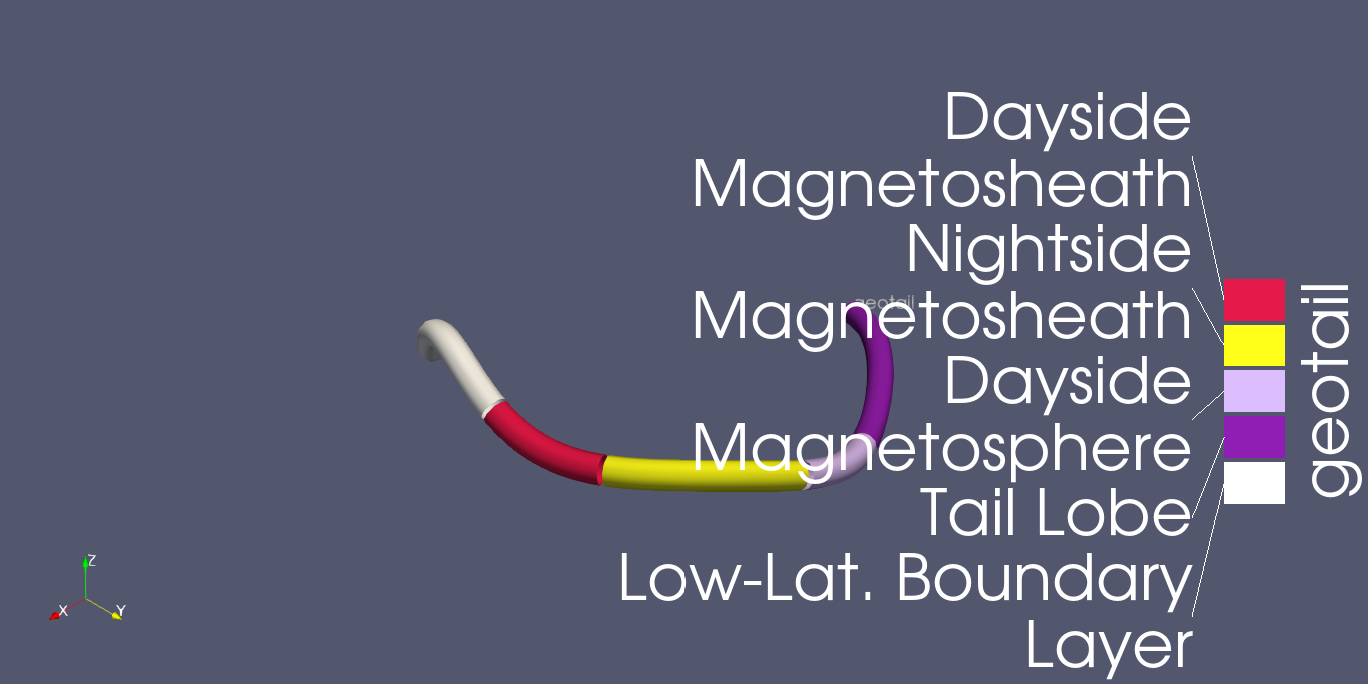 Dayside
Magnetosheath
Nightside
Magnetosheath
Dayside
Magnetosphere
Tail Lobe
Low-Lat. Boundary
Layer
geotail
geotail
Z
X
Y